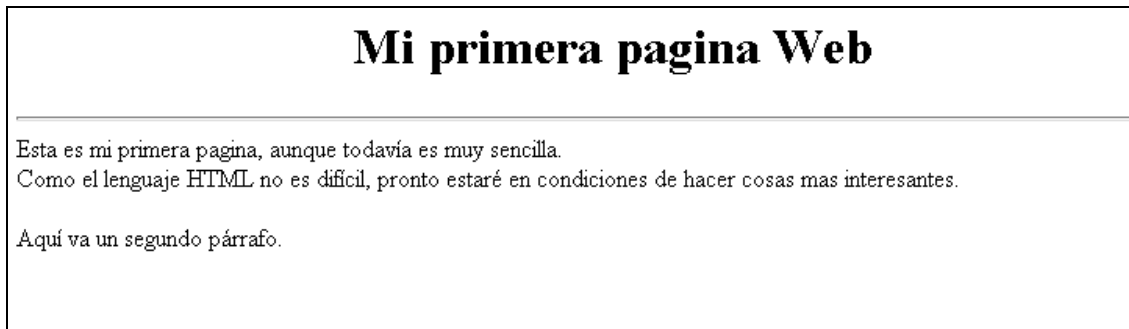 Mi primera pagina Web
Esta es mi primera pagina, aunque todavía es muy sencilla.
Como el lenguaje HTML no es difícil, pronto estaré en condiciones de hacer cosas mas interesantes.
Aquí va un segundo párrafo.